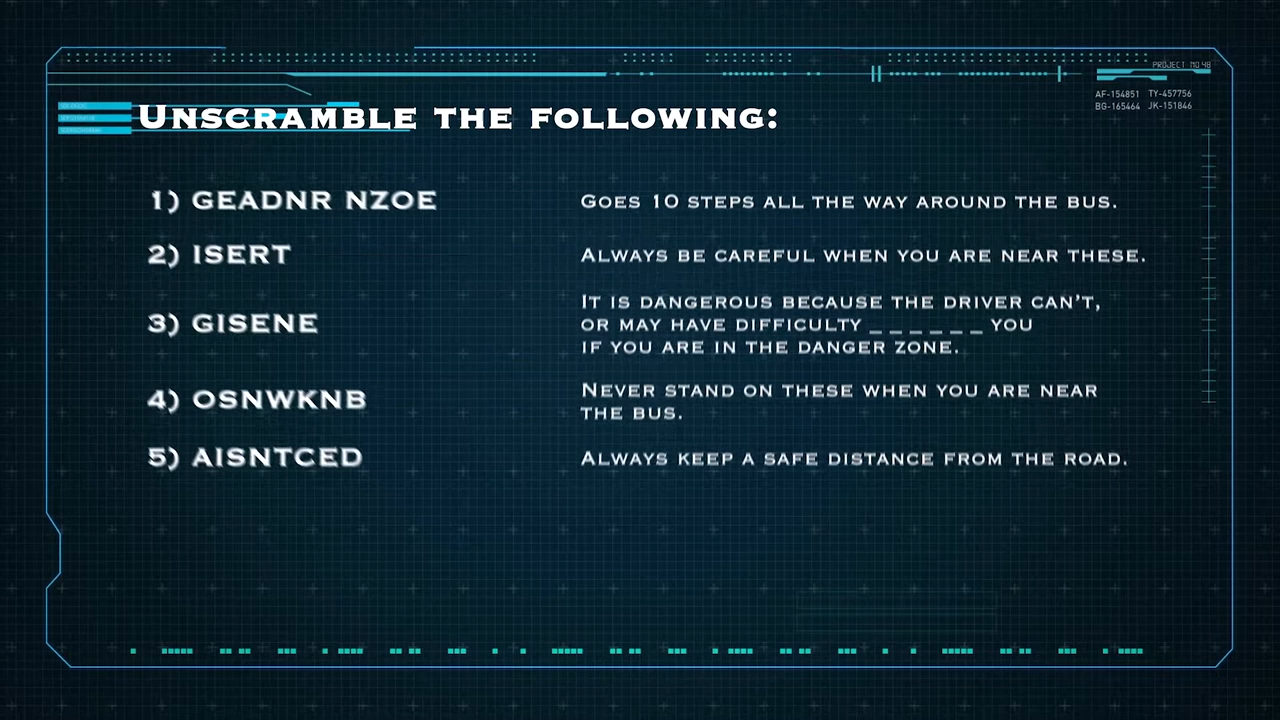 PROJECT NO 48
AF-154851 TY-457756
BG-165464 JK-151846
Unscramble the following:
1) GEADNR NZOE
Goes 10 steps all the way around the bus.
2) ISERT
Always be careful when you are near these.
3) GISENE
It is dangerous because the driver can't,
or may have difficulty _ _ _ _ _ _ you
if you are in the danger zone.
4) OSNWKNB
Never stand on these when you are near
the bus.
5) AISNTCED
Always keep a safe distance from the road.